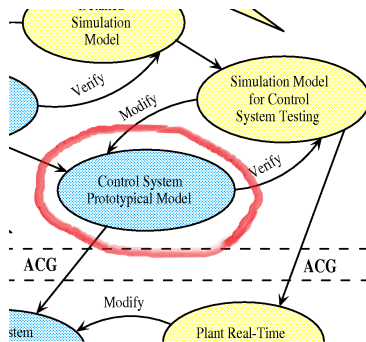 Simulation
Model
Verify
Simulation Model
for Control
System Testing
Modify
Verify
Control System
Prototypical Model
ACG
ACG
Modify
Plant Real-Time